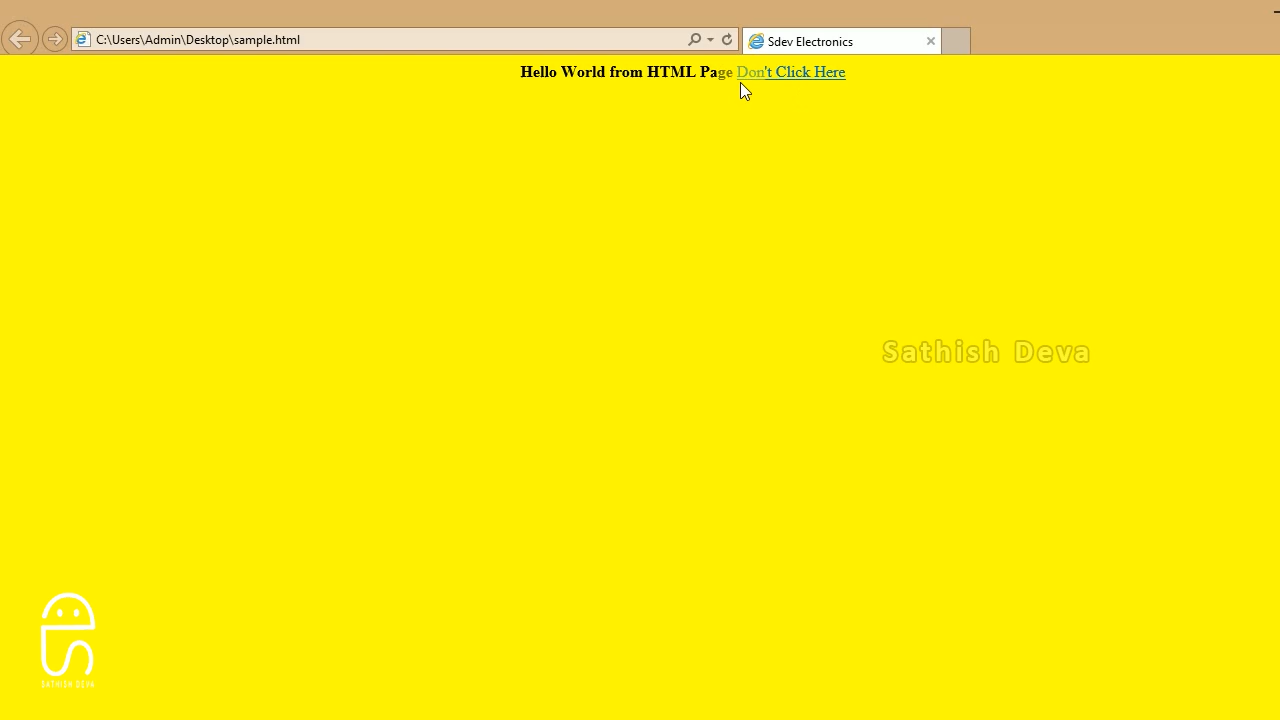 C:\Users\Admin\Desktop\sample.html
Sdev Electronics
Hello World from HTML Page Don't Click Here
Sathish Deva
SATHISH DEVA